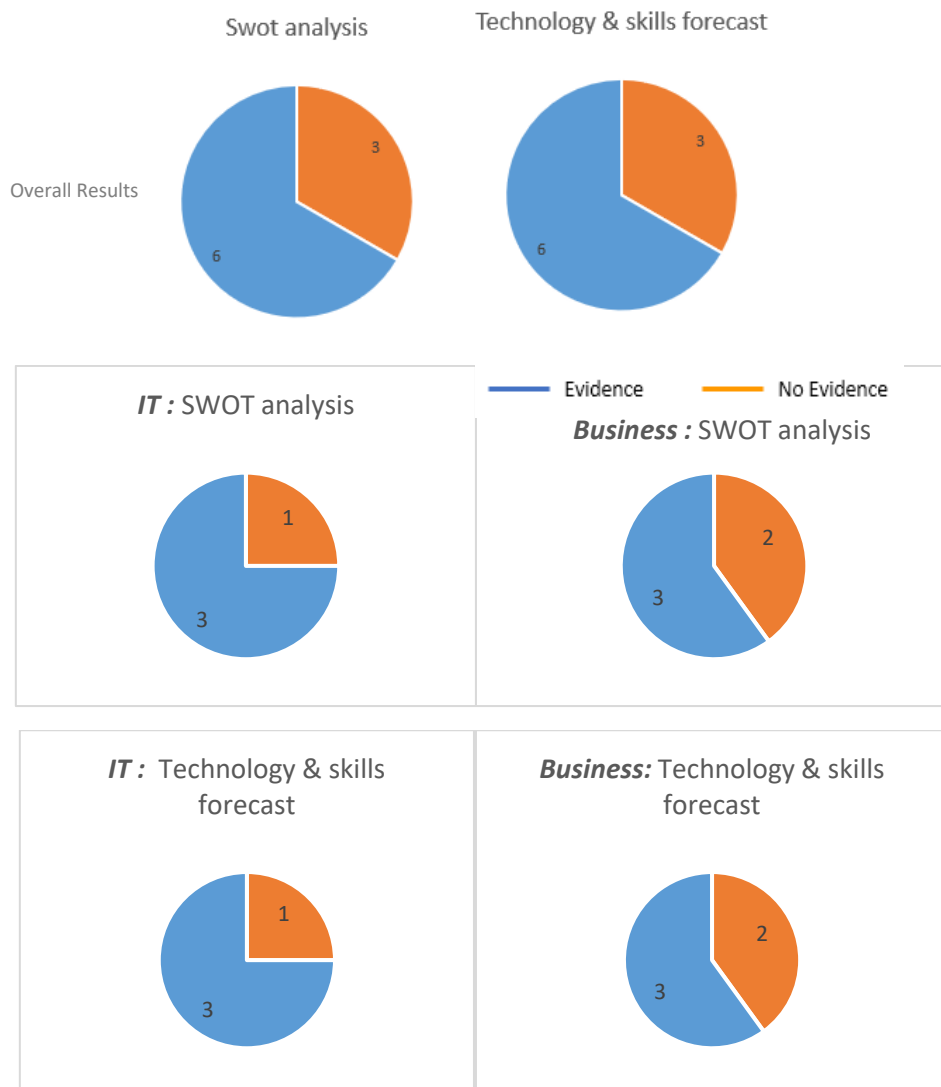 Swot analysis
Technology & skills forecast
3
3
Overall Results
6
6
Evidence
No Evidence
IT : SWOT analysis
Business : SWOT analysis
1
2
3
3
IT : Technology & skills
forecast
Business: Technology & skills
forecast
1
2
3
3